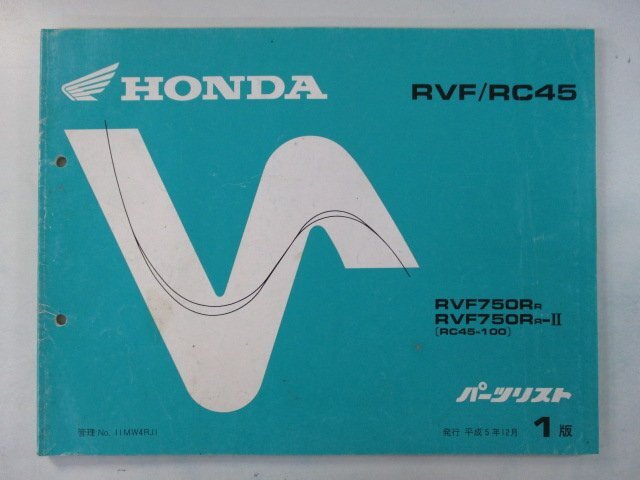 HONDA
RVF/RC45
RVF750RR
RVF750RR-II
(RC45-100)
パーツリスト
管理No. 11MW4RJ1
発行 平成5年12月 1版